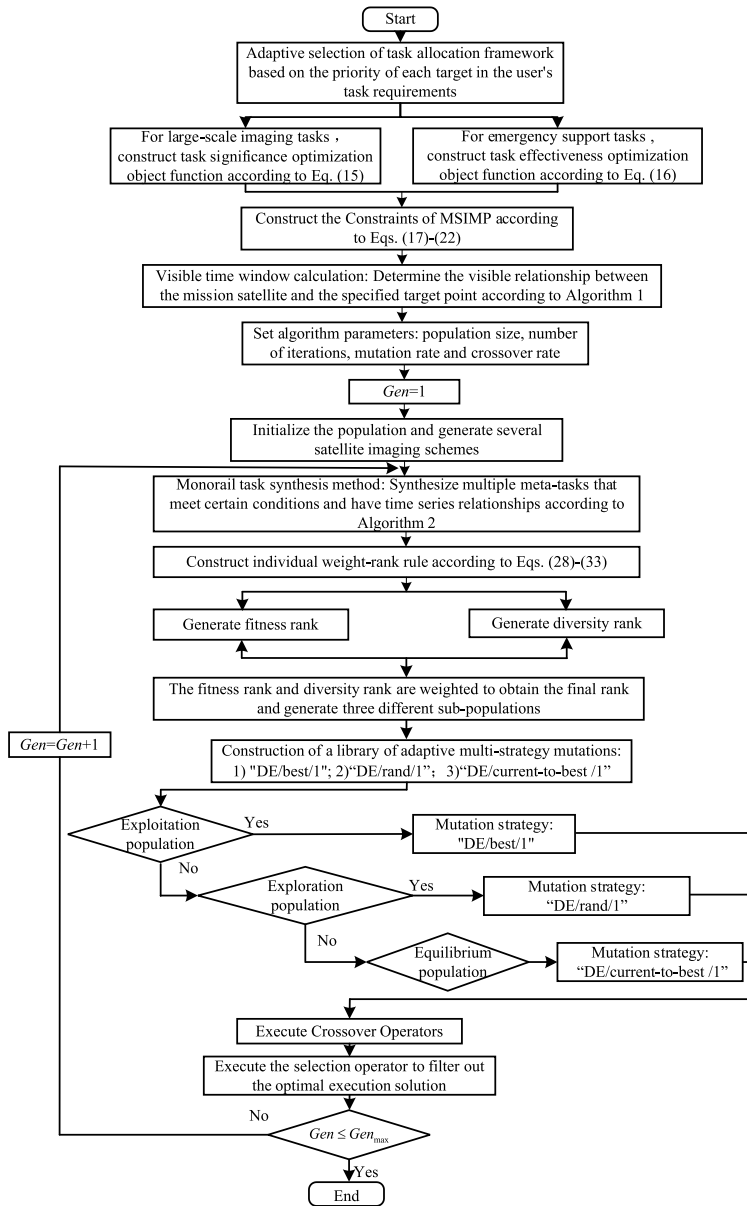 Start
Adaptive selection of task allocation framework
based on the priority of each target in the user's
task requirements
For large-scale imaging tasks ,
construct task significance optimization
object function according to Eq. (15)
For emergency support tasks ,
construct task effectiveness optimization
object function according to Eq. (16)
Construct the Constraints of MSIMP according
to Eqs. (17)-(22)
Visible time window calculation: Determine the visible relationship between
the mission satellite and the specified target point according to Algorithm 1
Set algorithm parameters: population size, number
of iterations, mutation rate and crossover rate
Gen=1
Initialize the population and generate several
satellite imaging schemes
Monorail task synthesis method: Synthesize multiple meta-tasks that
meet certain conditions and have time series relationships according to
Algorithm 2
Construct individual weight-rank rule according to Eqs. (28)-(33)
Generate fitness rank
Generate diversity rank
The fitness rank and diversity rank are weighted to obtain the final rank
and generate three different sub-populations
Gen=Gen+1
Construction of a library of adaptive multi-strategy mutations:
1) "DE/best/1"; 2)“DE/rand/1”; 3)“DE/current-to-best /1”
Exploitation
population
Yes
Mutation strategy:
"DE/best/1"
No
Exploration
population
Yes
Mutation strategy:
“DE/rand/1”
No
Equilibrium
population
Mutation strategy:
“DE/current-to-best /1”
Execute Crossover Operators
Execute the selection operator to filter out
the optimal execution solution
No
Gen ≤ Gen max
Yes
End